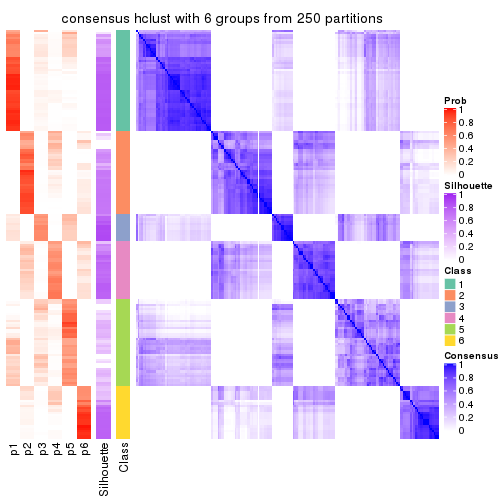 consensus hclust with 6 groups from 250 partitions
Prob
1
0.8
0.6
0.4
0.2
0
Silhouette
1
0.8
0.6
0.4
0.2
0
Class
1
2
3
4
5
6
Consensus
1
0.8
0.6
0.4
0.2
0
p1
p2
p3
p4
p5
p6
Silhouette
Class